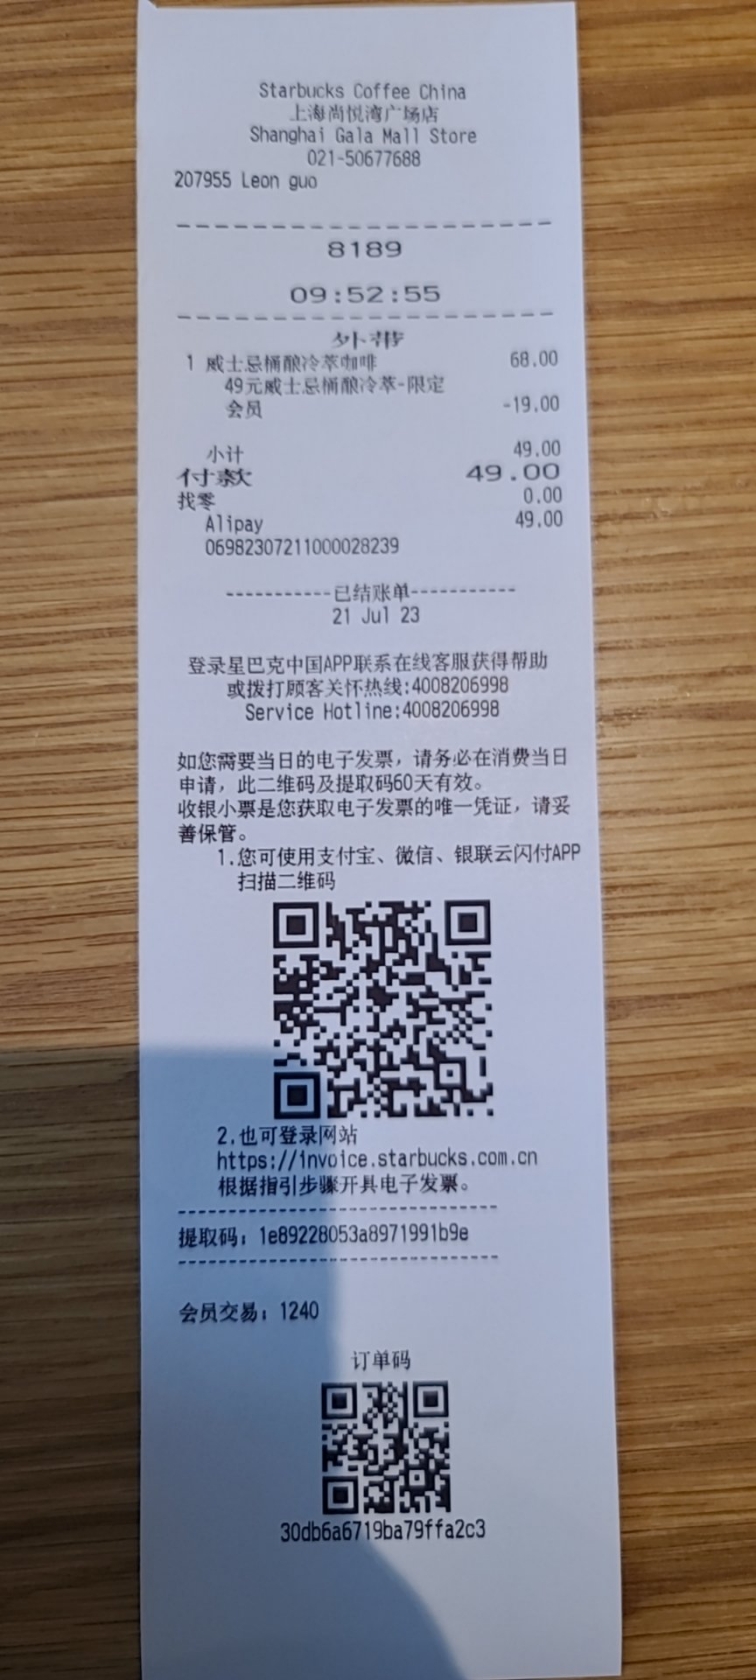 Starbucks Coffee China
上海尚悦湾广场店
Shanghai Gala Mall Store
021-50677688
207955 Leon guo
--------------------
8189
09:52:55
--------------------
外带
1 威士忌桶酿冷萃咖啡 68.00
49元威士忌桶酿冷萃-限定
会员 -19.00
小计 49.00
付款 49.00
找零 0.00
Alipay 49.00
06982307211000028239
-----------已结账单-----------
21 Jul 23
登录星巴克中国APP联系在线客服获得帮助
或拨打顾客关怀热线:4008206998
Service Hotline:4008206998
如您需要当日的电子发票，请务必在消费当日
申请，此二维码及提取码60天有效。
收银小票是您获取电子发票的唯一凭证，请妥
善保管。
1.您可使用支付宝、微信、银联云闪付APP
扫描二维码
2.也可登录网站
https://invoice.starbucks.com.cn
根据指引步骤开具电子发票。
--------------------------------
提取码: 1e89228053a8971991b9e
--------------------------------
会员交易: 1240
订单码
30db6a6719ba79ffa2c3